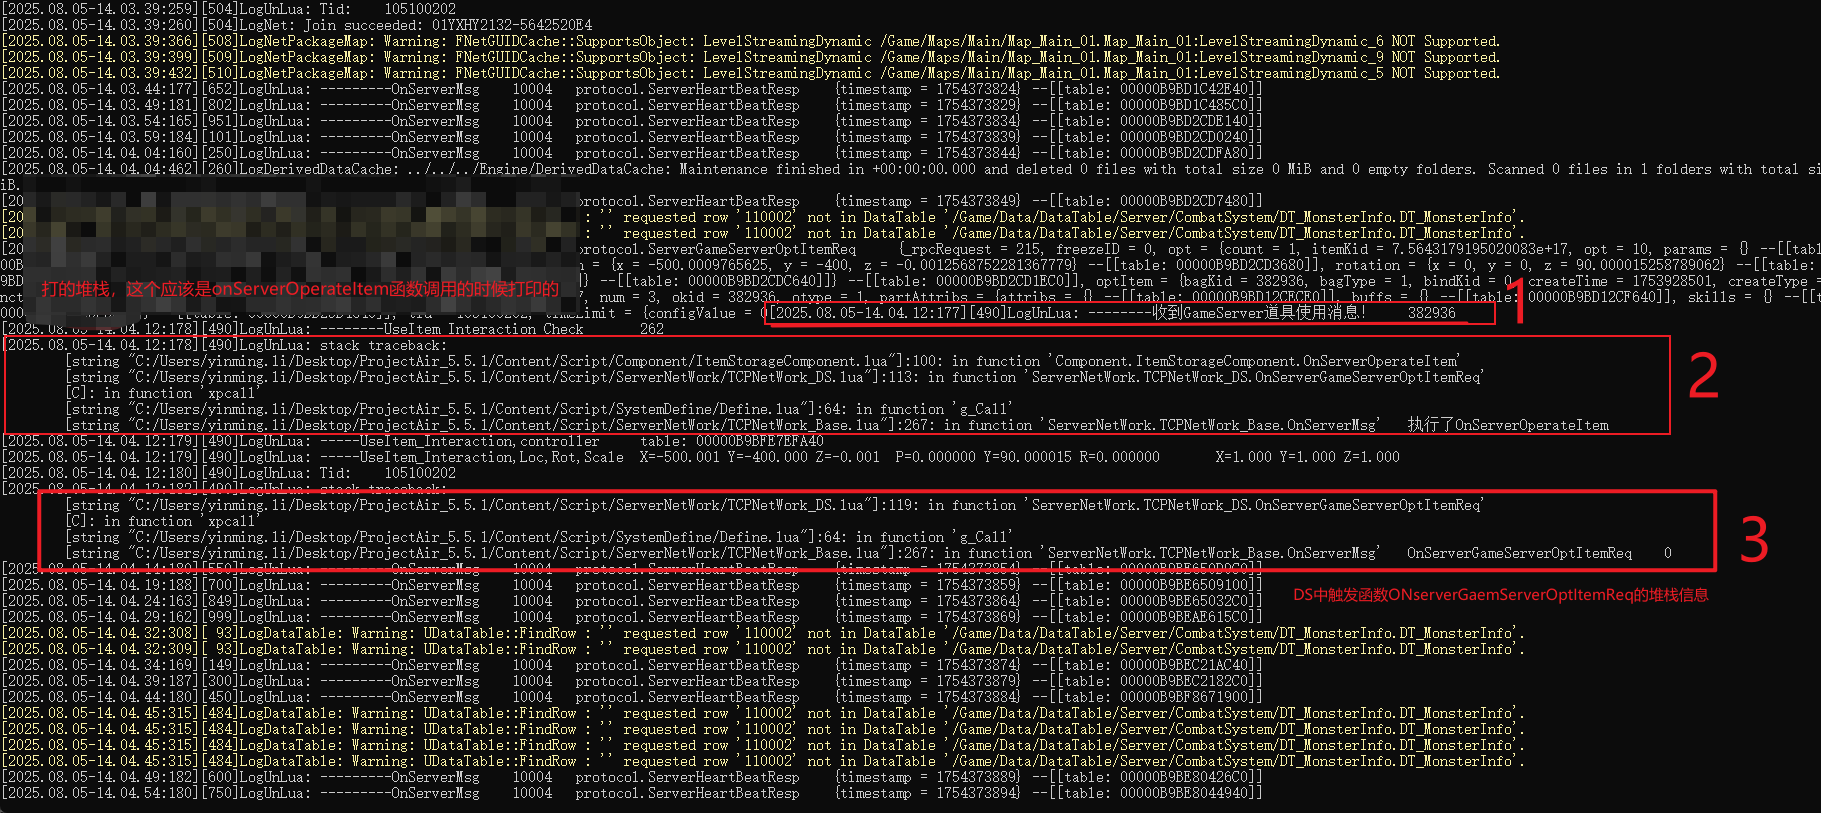 [2025.08.05-14.03.39:259][504]LogUnLua: Tid:    105100202
[2025.08.05-14.03.39:260][504]LogNet: Join succeeded: 01YXHY2132-5642520E4
[2025.08.05-14.03.39:366][508]LogNetPackageMap: Warning: FNetGUIDCache::SupportsObject: LevelStreamingDynamic /Game/Maps/Main/Map_Main_01.Map_Main_01:LevelStreamingDynamic_6 NOT Supported.
[2025.08.05-14.03.39:399][509]LogNetPackageMap: Warning: FNetGUIDCache::SupportsObject: LevelStreamingDynamic /Game/Maps/Main/Map_Main_01.Map_Main_01:LevelStreamingDynamic_9 NOT Supported.
[2025.08.05-14.03.39:432][510]LogNetPackageMap: Warning: FNetGUIDCache::SupportsObject: LevelStreamingDynamic /Game/Maps/Main/Map_Main_01.Map_Main_01:LevelStreamingDynamic_5 NOT Supported.
[2025.08.05-14.03.44:177][652]LogUnLua: ---------OnServerMsg    10004   protocol.ServerHeartBeatResp    {timestamp = 1754373824} --[[table: 00000B9BD1C42E40]]
[2025.08.05-14.03.49:181][802]LogUnLua: ---------OnServerMsg    10004   protocol.ServerHeartBeatResp    {timestamp = 1754373829} --[[table: 00000B9BD1C485C0]]
[2025.08.05-14.03.54:165][951]LogUnLua: ---------OnServerMsg    10004   protocol.ServerHeartBeatResp    {timestamp = 1754373834} --[[table: 00000B9BD2CDE140]]
[2025.08.05-14.03.59:184][101]LogUnLua: ---------OnServerMsg    10004   protocol.ServerHeartBeatResp    {timestamp = 1754373839} --[[table: 00000B9BD2CD0240]]
[2025.08.05-14.04.04:160][250]LogUnLua: ---------OnServerMsg    10004   protocol.ServerHeartBeatResp    {timestamp = 1754373844} --[[table: 00000B9BD2CDFA80]]
[2025.08.05-14.04.04:462][260]LogDerivedDataCache: ../../../Engine/DerivedDataCache: Maintenance finished in +00:00:00.000 and deleted 0 files with total size 0 MiB and 0 empty folders. Scanned 0 files in 1 folders with total si
iB.
[20 protocol.ServerHeartBeatResp    {timestamp = 1754373849} --[[table: 00000B9BD2CD7480]]
[20 : '' requested row '110002' not in DataTable '/Game/Data/DataTable/Server/CombatSystem/DT_MonsterInfo.DT_MonsterInfo'.
[20 : '' requested row '110002' not in DataTable '/Game/Data/DataTable/Server/CombatSystem/DT_MonsterInfo.DT_MonsterInfo'.
[20 protocol.ServerGameServerOptItemReq     {_rpcRequest = 215, freezeID = 0, opt = {count = 1, itemKid = 7.5643179195020083e+17, opt = 10, params = {} --[[tabl
00B = {x = -500.0009765625, y = -400, z = -0.0012568752281367779} --[[table: 00000B9BD2CD3680]], rotation = {x = 0, y = 0, z = 90.000015258789062} --[[table:
9BD 00000B9BD2CDC640]]} --[[table: 00000B9BD2CD1EC0]], optItem = {bagKid = 382936, bagType = 1, bindKid = 0, createTime = 1753928501, createType =
打的堆栈，这个应该是onServerOperateItem函数调用的时候打印的
nct 7, num = 3, okid = 382936, otype = 1, partAttribs = {attribs = {} --[[table: 00000B9BD12CECE0]], buffs = {} --[[table: 00000B9BD12CF640]], skills = {} --[[t
000 timeLimit = {configValue = 0[2025.08.05-14.04.12:177][490]LogUnLua: --------收到GameServer道具使用消息!     382936
1
[2025.08.05-14.04.12:178][490]LogUnLua: -------UseItem Interaction Check       262
[2025.08.05-14.04.12:178][490]LogUnLua: stack traceback:
[string "C:/Users/yinming.li/Desktop/ProjectAir_5.5.1/Content/Script/Component/ItemStorageComponent.lua"]:100: in function 'Component.ItemStorageComponent.OnServerOperateItem'
[string "C:/Users/yinming.li/Desktop/ProjectAir_5.5.1/Content/Script/ServerNetWork/TCPNetWork_DS.lua"]:113: in function 'ServerNetWork.TCPNetWork_DS.OnServerGameServerOptItemReq'
[C]: in function 'xpcall'
[string "C:/Users/yinming.li/Desktop/ProjectAir_5.5.1/Content/Script/SystemDefine/Define.lua"]:64: in function 'g_Call'
[string "C:/Users/yinming.li/Desktop/ProjectAir_5.5.1/Content/Script/ServerNetWork/TCPNetWork_Base.lua"]:267: in function 'ServerNetWork.TCPNetWork_Base.OnServerMsg'   执行了OnServerOperateItem
2
[2025.08.05-14.04.12:179][490]LogUnLua: -----UseItem_Interaction,controller     table: 00000B9BFE7EFA40
[2025.08.05-14.04.12:179][490]LogUnLua: -----UseItem_Interaction,Loc,Rot,Scale  X=-500.001 Y=-400.000 Z=-0.001  P=0.000000 Y=90.000015 R=0.000000       X=1.000 Y=1.000 Z=1.000
[2025.08.05-14.04.12:180][490]LogUnLua: Tid:    105100202
[2025.08.05-14.04.12:182][490]LogUnLua: stack traceback:
[string "C:/Users/yinming.li/Desktop/ProjectAir_5.5.1/Content/Script/ServerNetWork/TCPNetWork_DS.lua"]:119: in function 'ServerNetWork.TCPNetWork_DS.OnServerGameServerOptItemReq'
[C]: in function 'xpcall'
[string "C:/Users/yinming.li/Desktop/ProjectAir_5.5.1/Content/Script/SystemDefine/Define.lua"]:64: in function 'g_Call'
[string "C:/Users/yinming.li/Desktop/ProjectAir_5.5.1/Content/Script/ServerNetWork/TCPNetWork_Base.lua"]:267: in function 'ServerNetWork.TCPNetWork_Base.OnServerMsg'   OnServerGameServerOptItemReq    0
3
[2025.08.05-14.04.14:180][550]LogUnLua: ---------OnServerMsg    10004   protocol.ServerHeartBeatResp    {timestamp = 1754373854} --[[table: 00000B9BE650D9C0]]
[2025.08.05-14.04.19:188][700]LogUnLua: ---------OnServerMsg    10004   protocol.ServerHeartBeatResp    {timestamp = 1754373859} --[[table: 00000B9BE6509100]]
[2025.08.05-14.04.24:163][849]LogUnLua: ---------OnServerMsg    10004   protocol.ServerHeartBeatResp    {timestamp = 1754373864} --[[table: 00000B9BE65032C0]]
DS中触发函数ONserverGaemServerOptItemReq的堆栈信息
[2025.08.05-14.04.29:162][999]LogUnLua: ---------OnServerMsg    10004   protocol.ServerHeartBeatResp    {timestamp = 1754373869} --[[table: 00000B9BEAE615C0]]
[2025.08.05-14.04.32:308][ 93]LogDataTable: Warning: UDataTable::FindRow : '' requested row '110002' not in DataTable '/Game/Data/DataTable/Server/CombatSystem/DT_MonsterInfo.DT_MonsterInfo'.
[2025.08.05-14.04.32:309][ 93]LogDataTable: Warning: UDataTable::FindRow : '' requested row '110002' not in DataTable '/Game/Data/DataTable/Server/CombatSystem/DT_MonsterInfo.DT_MonsterInfo'.
[2025.08.05-14.04.34:169][149]LogUnLua: ---------OnServerMsg    10004   protocol.ServerHeartBeatResp    {timestamp = 1754373874} --[[table: 00000B9BEC21AC40]]
[2025.08.05-14.04.39:187][300]LogUnLua: ---------OnServerMsg    10004   protocol.ServerHeartBeatResp    {timestamp = 1754373879} --[[table: 00000B9BEC2182C0]]
[2025.08.05-14.04.44:180][450]LogUnLua: ---------OnServerMsg    10004   protocol.ServerHeartBeatResp    {timestamp = 1754373884} --[[table: 00000B9BF8671900]]
[2025.08.05-14.04.45:315][484]LogDataTable: Warning: UDataTable::FindRow : '' requested row '110002' not in DataTable '/Game/Data/DataTable/Server/CombatSystem/DT_MonsterInfo.DT_MonsterInfo'.
[2025.08.05-14.04.45:315][484]LogDataTable: Warning: UDataTable::FindRow : '' requested row '110002' not in DataTable '/Game/Data/DataTable/Server/CombatSystem/DT_MonsterInfo.DT_MonsterInfo'.
[2025.08.05-14.04.45:315][484]LogDataTable: Warning: UDataTable::FindRow : '' requested row '110002' not in DataTable '/Game/Data/DataTable/Server/CombatSystem/DT_MonsterInfo.DT_MonsterInfo'.
[2025.08.05-14.04.45:315][484]LogDataTable: Warning: UDataTable::FindRow : '' requested row '110002' not in DataTable '/Game/Data/DataTable/Server/CombatSystem/DT_MonsterInfo.DT_MonsterInfo'.
[2025.08.05-14.04.49:182][600]LogUnLua: ---------OnServerMsg    10004   protocol.ServerHeartBeatResp    {timestamp = 1754373889} --[[table: 00000B9BE80426C0]]
[2025.08.05-14.04.54:180][750]LogUnLua: ---------OnServerMsg    10004   protocol.ServerHeartBeatResp    {timestamp = 1754373894} --[[table: 00000B9BE8044940]]